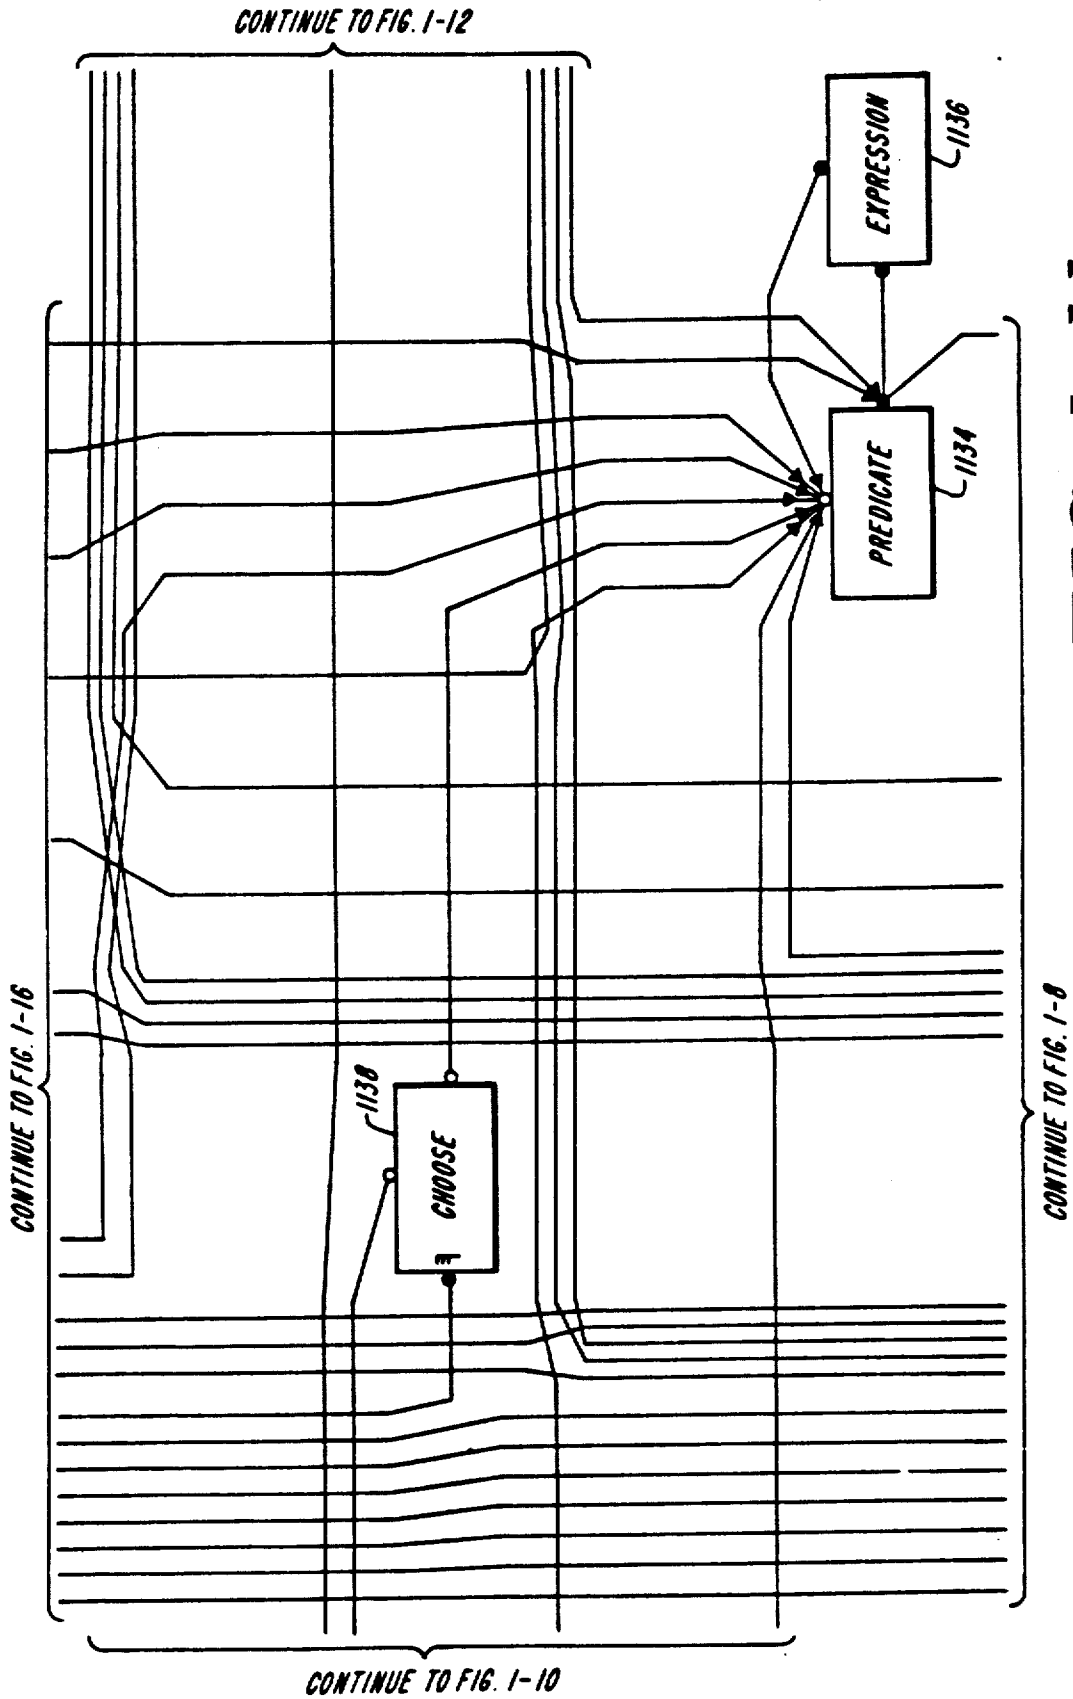 CONTINUE TO FIG. 1-12
EXPRESSION
1136
PREDICATE
1134
CONTINUE TO FIG. 1-16
1138
CHOOSE
E
CONTINUE TO FIG. 1-8
CONTINUE TO FIG. 1-10